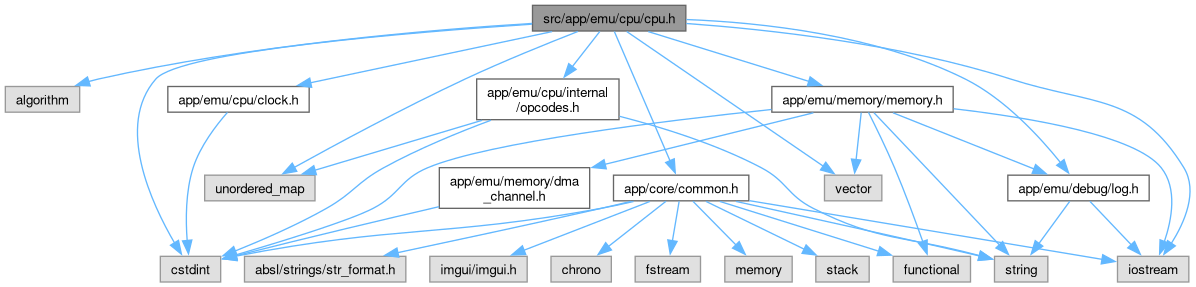 src/app/emu/cpu/cpu.h
algorithm
app/emu/cpu/clock.h
app/emu/cpu/internal
/opcodes.h
app/emu/memory/memory.h
unordered_map
app/emu/memory/dma
_channel.h
app/core/common.h
vector
app/emu/debug/log.h
cstdint
absl/strings/str_format.h
imgui/imgui.h
chrono
fstream
memory
stack
functional
string
iostream